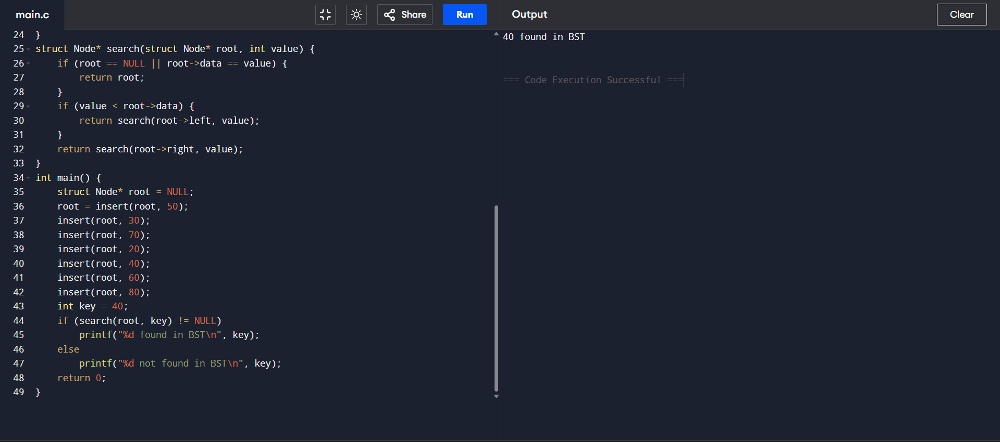 main.c
Share
Run
Output
Clear
24 }
25 struct Node* search(struct Node* root, int value) {
26     if (root == NULL || root->data == value) {
27         return root;
28     }
29     if (value < root->data) {
30         return search(root->left, value);
31     }
32     return search(root->right, value);
33 }
34 int main() {
35     struct Node* root = NULL;
36     root = insert(root, 50);
37     insert(root, 30);
38     insert(root, 70);
39     insert(root, 20);
40     insert(root, 40);
41     insert(root, 60);
42     insert(root, 80);
43     int key = 40;
44     if (search(root, key) != NULL)
45         printf("%d found in BST\n", key);
46     else
47         printf("%d not found in BST\n", key);
48     return 0;
49 }
40 found in BST
=== Code Execution Successful ===